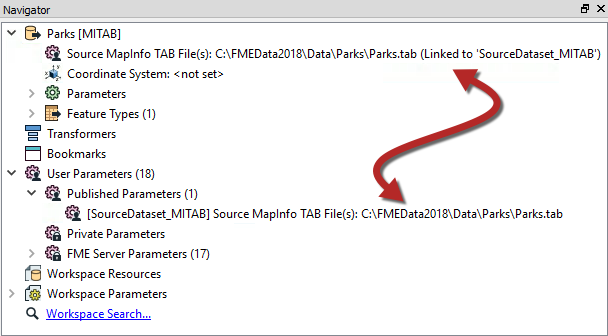 Navigator
Parks [MITAB]
Source MapInfo TAB File(s): C:\FMEData2018\Data\Parks\Parks.tab (Linked to 'SourceDataset_MITAB')
Coordinate System: <not set>
Parameters
Feature Types (1)
Transformers
Bookmarks
User Parameters (18)
Published Parameters (1)
[SourceDataset_MITAB] Source MapInfo TAB File(s): C:\FMEData2018\Data\Parks\Parks.tab
Private Parameters
FME Server Parameters (17)
Workspace Resources
Workspace Parameters
Workspace Search...